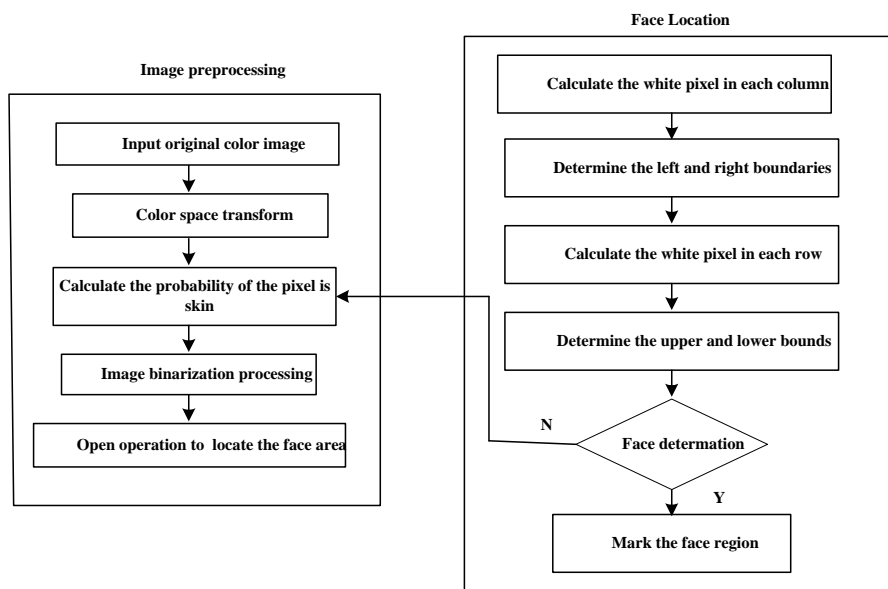 Image preprocessing
Input original color image
Color space transform
Calculate the probability of the pixel is
skin
Image binarization processing
Open operation to locate the face area
Face Location
Calculate the white pixel in each column
Determine the left and right boundaries
Calculate the white pixel in each row
Determine the upper and lower bounds
Face determation
N
Y
Mark the face region